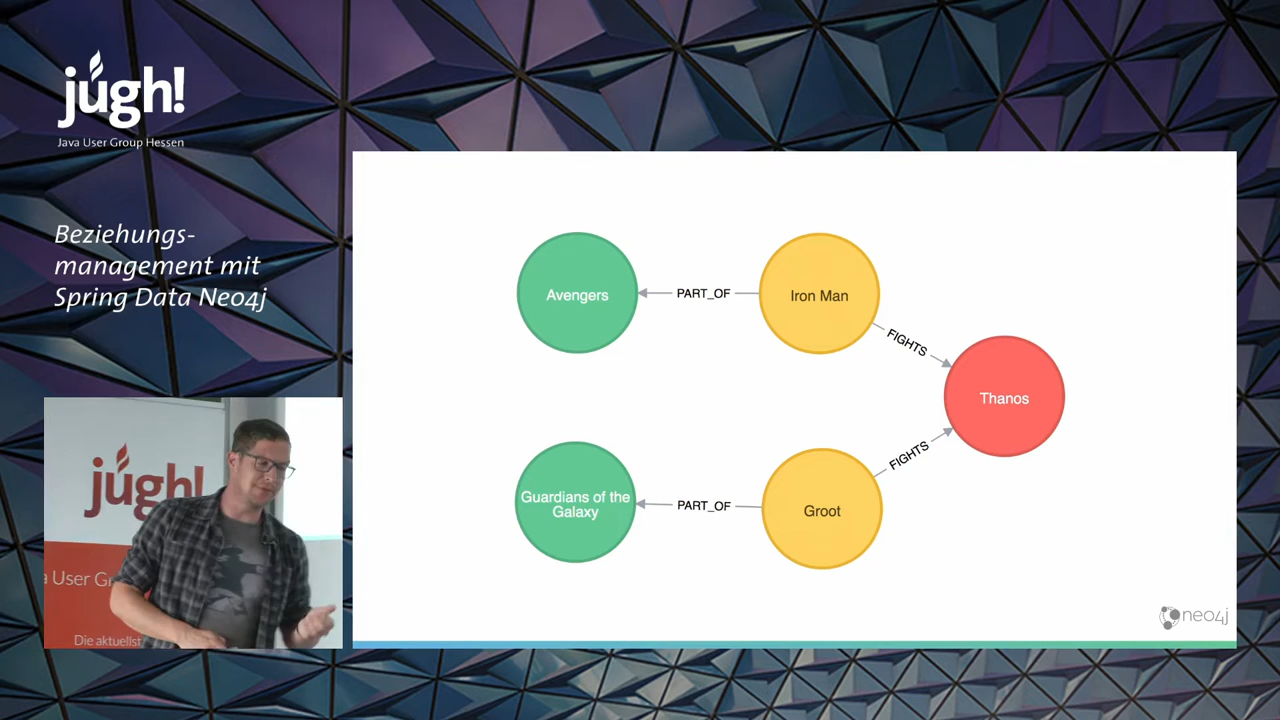 jugh!
Java User Group Hessen
Beziehungs-
management mit
Spring Data Neo4j
Avengers
PART_OF
Iron Man
FIGHTS
Thanos
FIGHTS
Guardians of the
Galaxy
PART_OF
Groot
neo4j
jugh!
a User Gr
Die aktuellst